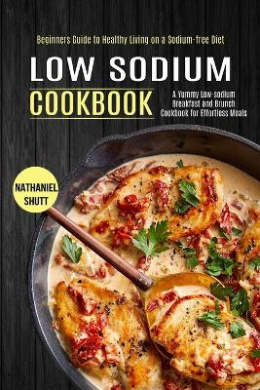 Beginners Guide to Healthy Living on a Sodium-free Diet
LOW SODIUM
COOKBOOK
A Yummy Low-sodium
Breakfast and Brunch
Cookbook for Effortless Meals
NATHANIEL
SHUTT